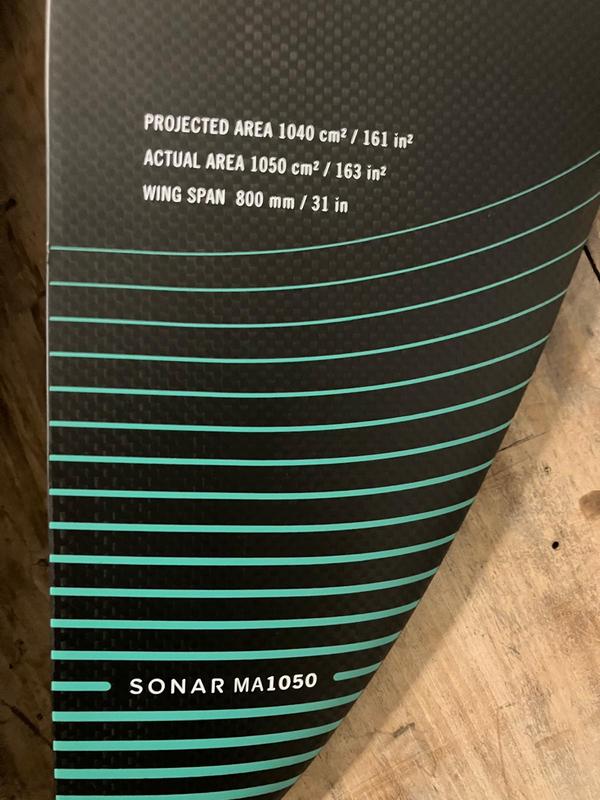 PROJECTED AREA 1040 cm² / 161 in²
ACTUAL AREA 1050 cm² / 163 in²
WING SPAN 800 mm / 31 in
SONAR MA1050